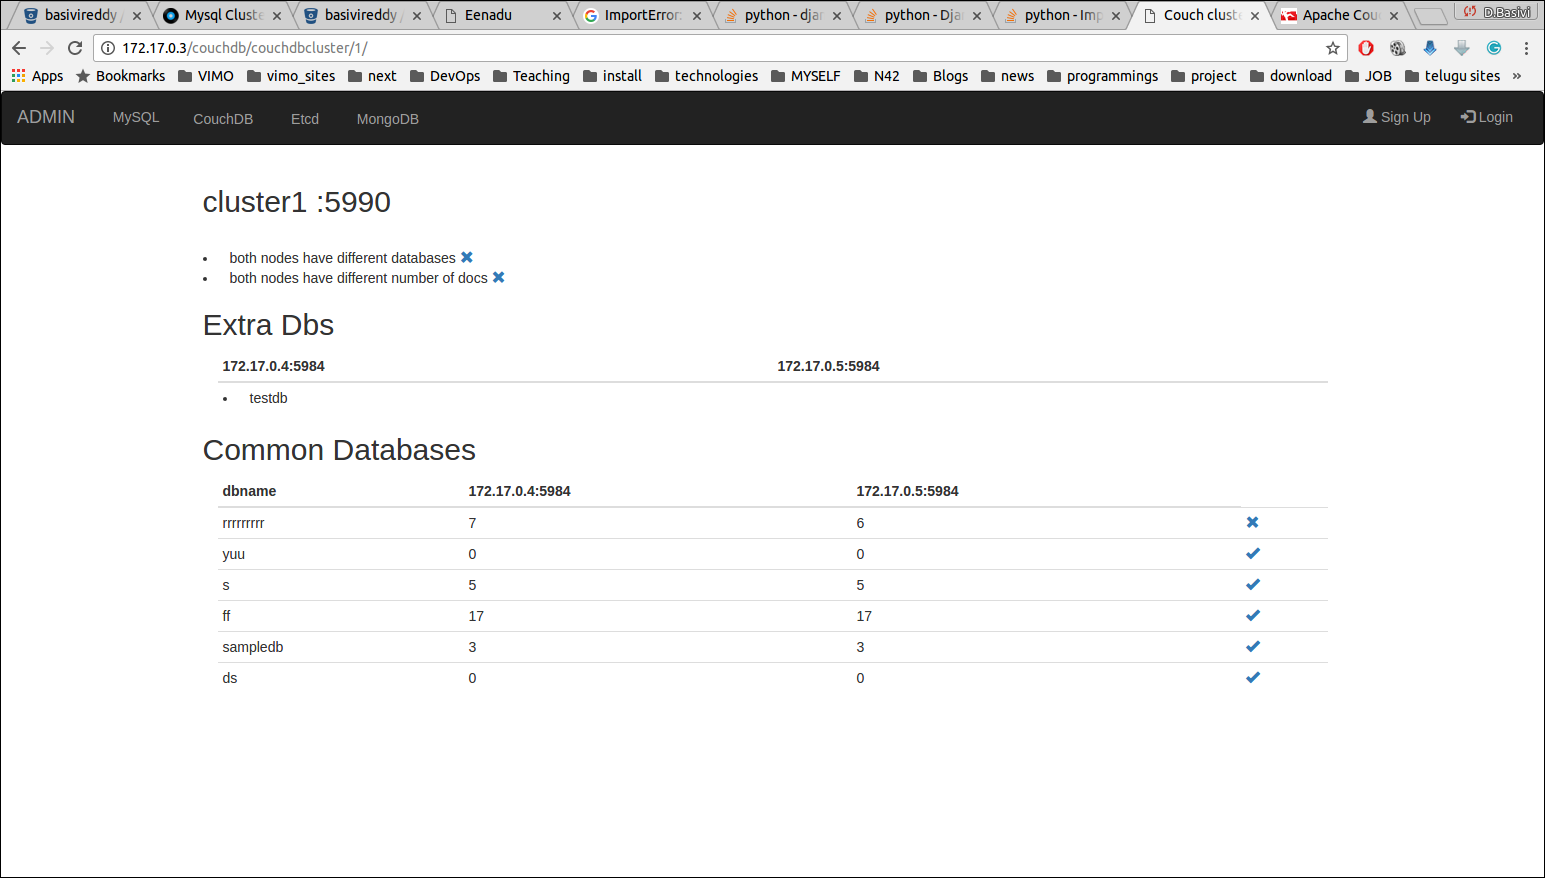 basivireddy / Mysql Cluste basivireddy / Eenadu ImportError: python - djan python - Djan python - Imp Couch clust Apache Cou D.Basivi
172.17.0.3/couchdb/couchdbcluster/1/
Apps Bookmarks VIMO vimo_sites next DevOps Teaching install technologies MYSELF N42 Blogs news programmings project download JOB telugu sites »
ADMIN MySQL CouchDB Etcd MongoDB Sign Up Login
cluster1 :5990
• both nodes have different databases ✖
• both nodes have different number of docs ✖
Extra Dbs
172.17.0.4:5984 172.17.0.5:5984
• testdb
Common Databases
dbname 172.17.0.4:5984 172.17.0.5:5984
rrrrrrrrr 7 6 ✖
yuu 0 0 ✔
s 5 5 ✔
ff 17 17 ✔
sampledb 3 3 ✔
ds 0 0 ✔